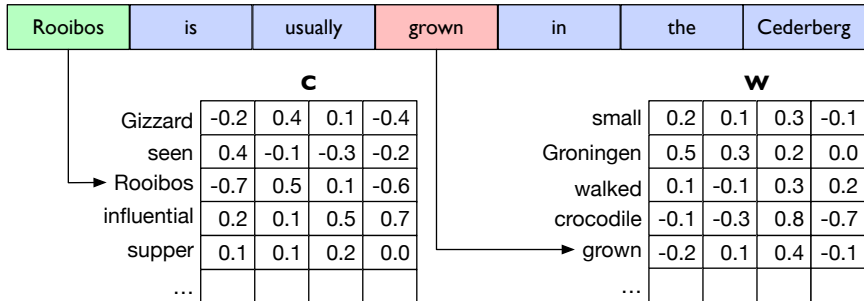 Rooibos is usually grown in the Cederberg
C
Gizzard -0.2 0.4 0.1 -0.4
seen 0.4 -0.1 -0.3 -0.2
Rooibos -0.7 0.5 0.1 -0.6
influential 0.2 0.1 0.5 0.7
supper 0.1 0.1 0.2 0.0
...
W
small 0.2 0.1 0.3 -0.1
Groningen 0.5 0.3 0.2 0.0
walked 0.1 -0.1 0.3 0.2
crocodile -0.1 -0.3 0.8 -0.7
grown -0.2 0.1 0.4 -0.1
...